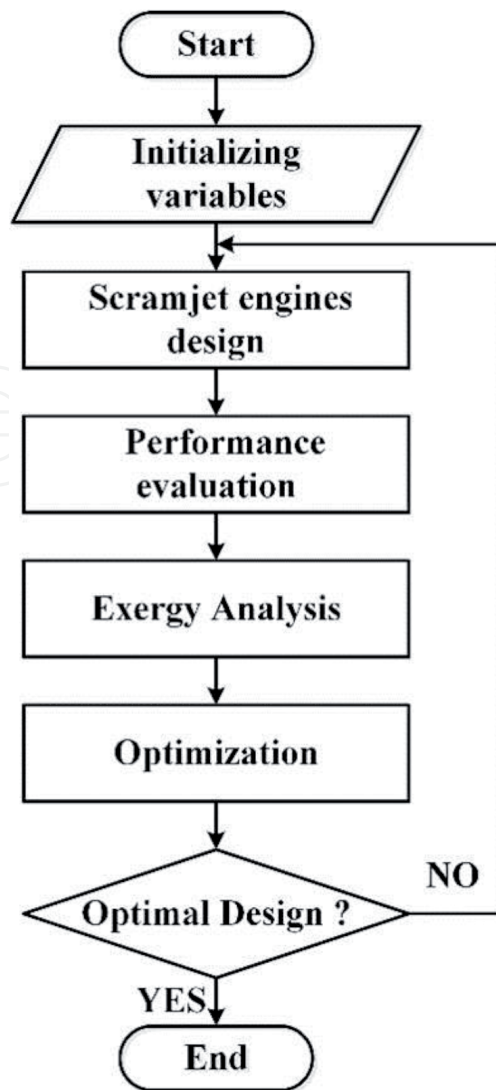 Start
Initializing
variables
Scramjet engines
design
Performance
evaluation
Exergy Analysis
Optimization
Optimal Design ?
NO
YES
End